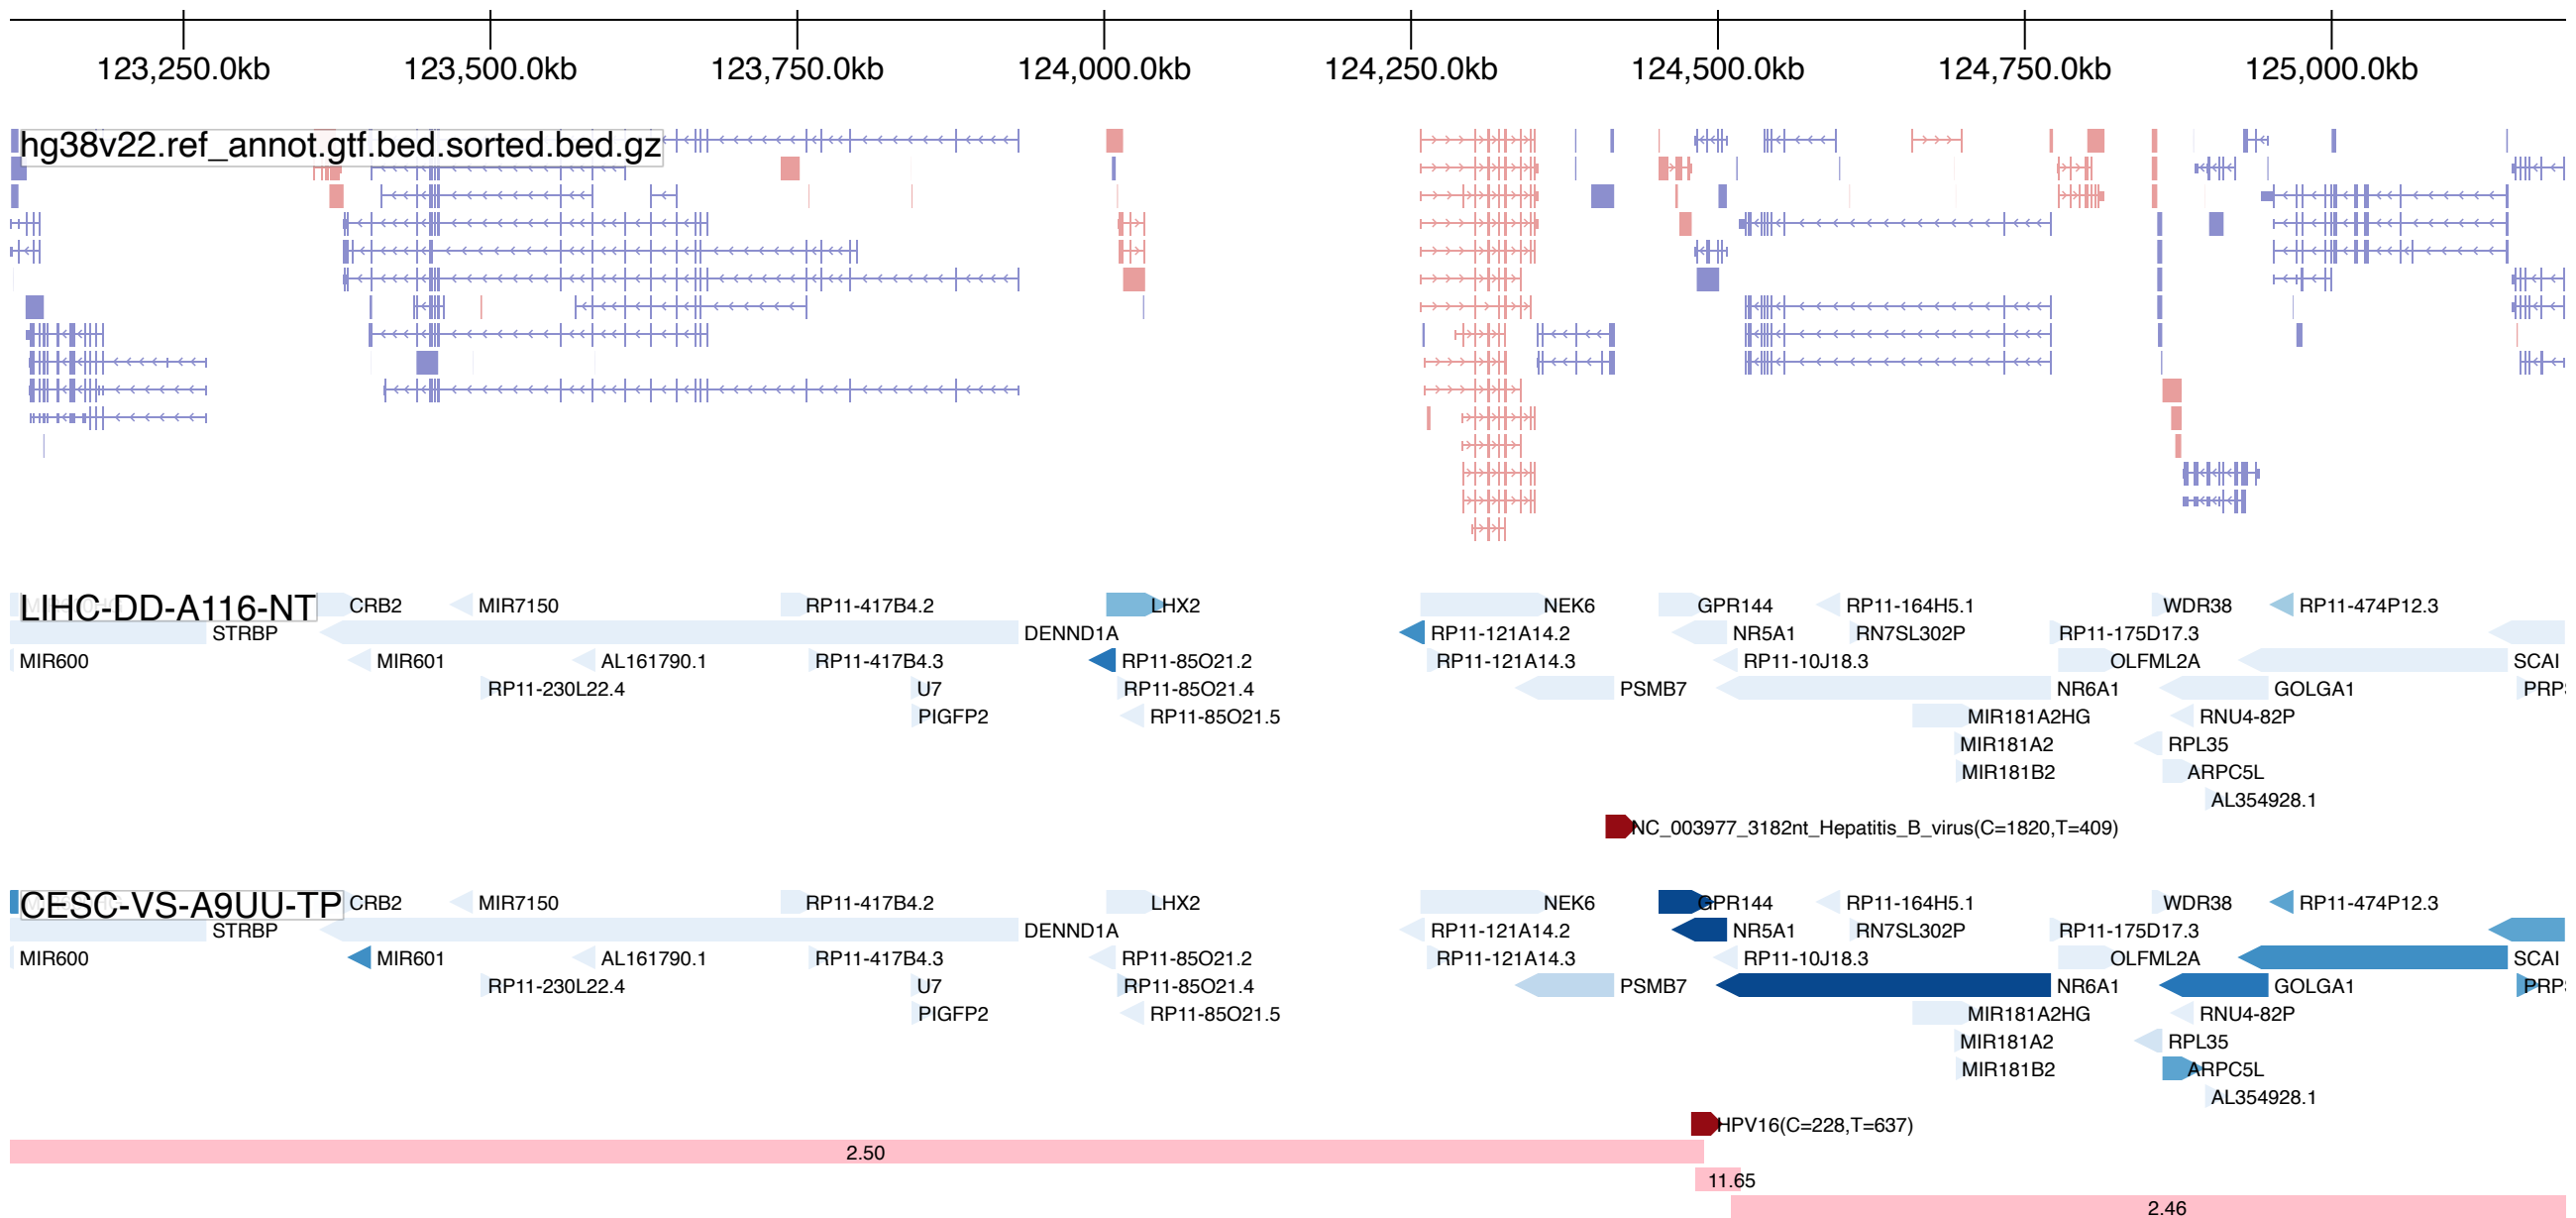 123,250.0kb 123,500.0kb 123,750.0kb 124,000.0kb 124,250.0kb 124,500.0kb 124,750.0kb 125,000.0kb
hg38v22.ref_annot.gtf.bed.sorted.bed.gz
LIHC-DD-A116-NT CRB2 MIR7150 RP11-417B4.2 LHX2 NEK6 GPR144 RP11-164H5.1 WDR38 RP11-474P12.3
STRBP DENND1A RP11-121A14.2 NR5A1 RN7SL302P RP11-175D17.3
MIR600 MIR601 AL161790.1 RP11-417B4.3 RP11-85O21.2 RP11-121A14.3 RP11-10J18.3 OLFML2A SCAI
RP11-230L22.4 U7 RP11-85O21.4 PSMB7 NR6A1 GOLGA1 PRP
PIGFP2 RP11-85O21.5 MIR181A2HG RNU4-82P
MIR181A2 RPL35
MIR181B2 ARPC5L
AL354928.1
NC_003977_3182nt_Hepatitis_B_virus(C=1820,T=409)
CESC-VS-A9UU-TP CRB2 MIR7150 RP11-417B4.2 LHX2 NEK6 GPR144 RP11-164H5.1 WDR38 RP11-474P12.3
STRBP DENND1A RP11-121A14.2 NR5A1 RN7SL302P RP11-175D17.3
MIR600 MIR601 AL161790.1 RP11-417B4.3 RP11-85O21.2 RP11-121A14.3 RP11-10J18.3 OLFML2A SCAI
RP11-230L22.4 U7 RP11-85O21.4 PSMB7 NR6A1 GOLGA1 PRP
PIGFP2 RP11-85O21.5 MIR181A2HG RNU4-82P
MIR181A2 RPL35
MIR181B2 ARPC5L
AL354928.1
HPV16(C=228,T=637)
2.50
11.65
2.46